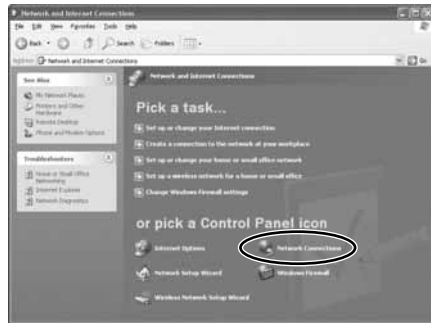 Network and Internet Connections
File Edit View Favorites Tools Help
Back Search Folders
Address Network and Internet Connections Go
See Also
My Network Places
Printers and Other
Hardware
Remote Desktop
Phone and Modem Options
Troubleshooters
Home or Small Office
Networking
Internet Explorer
Network Diagnostics
Network and Internet Connections
Pick a task...
Set up or change your Internet connection
Create a connection to the network at your workplace
Set up or change your home or small office network
Set up a wireless network for a home or small office
Change Windows Firewall settings
or pick a Control Panel icon
Internet Options
Network Connections
Network Setup Wizard
Windows Firewall
Wireless Network Setup Wizard